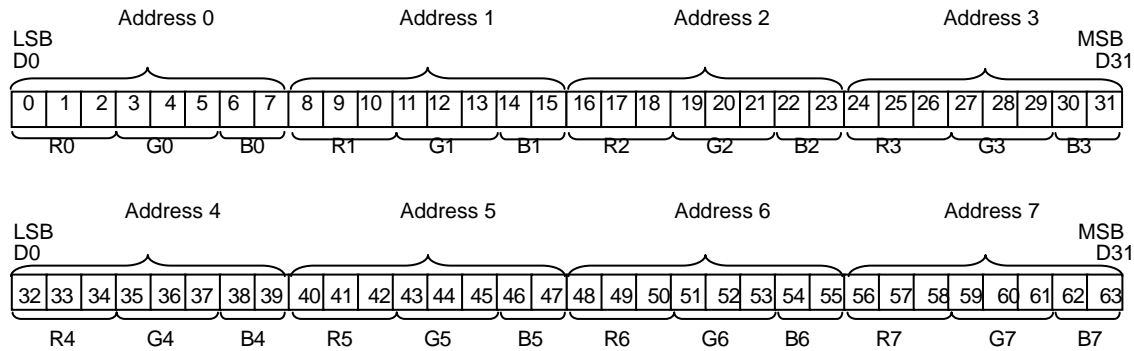 Address 0 Address 1 Address 2 Address 3
LSB MSB
D0 D31
0 1 2 3 4 5 6 7 8 9 10 11 12 13 14 15 16 17 18 19 20 21 22 23 24 25 26 27 28 29 30 31
R0 G0 B0 R1 G1 B1 R2 G2 B2 R3 G3 B3
Address 4 Address 5 Address 6 Address 7
LSB MSB
D0 D31
32 33 34 35 36 37 38 39 40 41 42 43 44 45 46 47 48 49 50 51 52 53 54 55 56 57 58 59 60 61 62 63
R4 G4 B4 R5 G5 B5 R6 G6 B6 R7 G7 B7